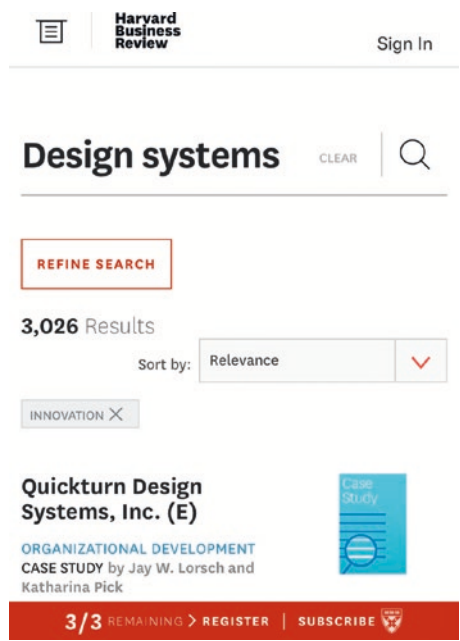 Harvard
Business
Review
Sign In
Design systems CLEAR
REFINE SEARCH
3,026 Results
Sort by: Relevance
INNOVATION
Quickturn Design
Systems, Inc. (E)
ORGANIZATIONAL DEVELOPMENT
CASE STUDY by Jay W. Lorsch and
Katharina Pick
Case
Study
3/3 REMAINING > REGISTER | SUBSCRIBE